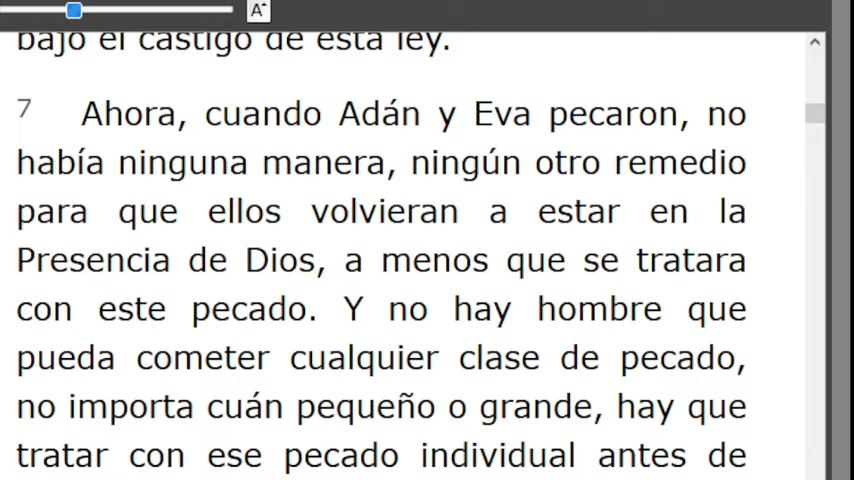 A
bajo el castigo de esta ley.
7 Ahora, cuando Adán y Eva pecaron, no
había ninguna manera, ningún otro remedio
para que ellos volvieran a estar en la
Presencia de Dios, a menos que se tratara
con este pecado. Y no hay hombre que
pueda cometer cualquier clase de pecado,
no importa cuán pequeño o grande, hay que
tratar con ese pecado individual antes de